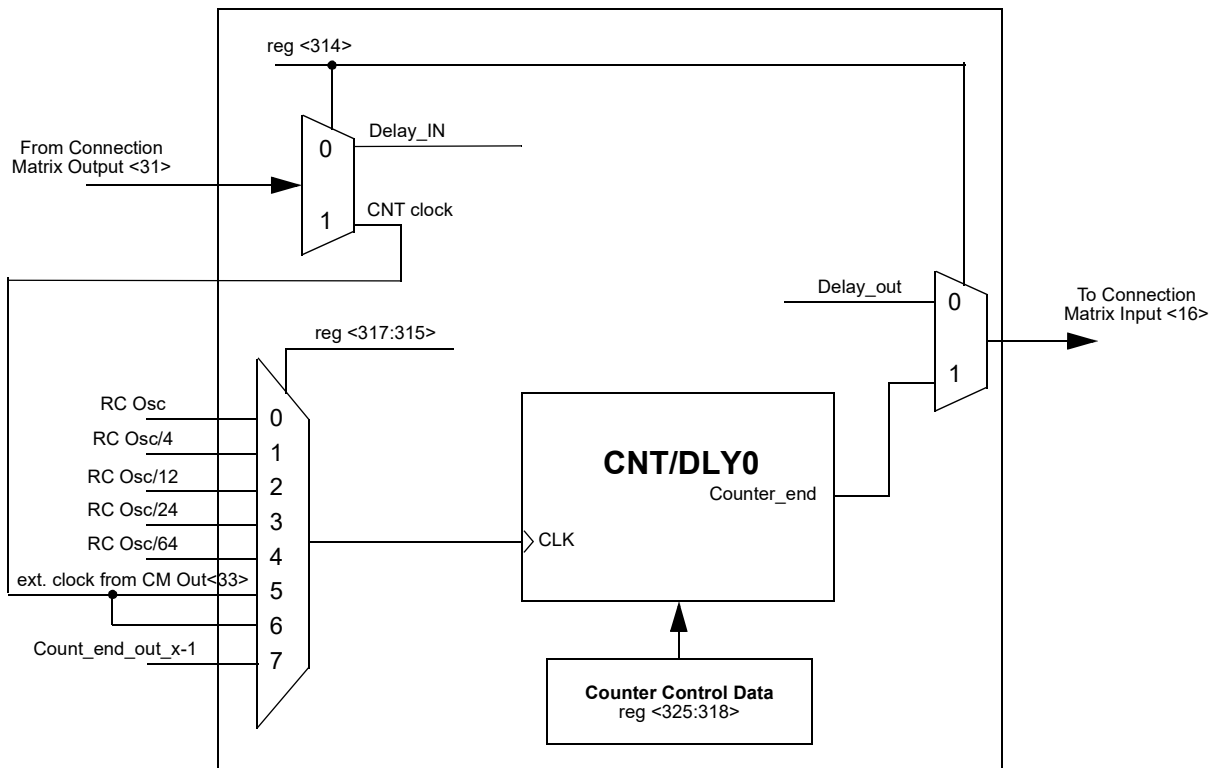 reg <314>
From Connection
Matrix Output <31>
0
Delay_IN
1
CNT clock
Delay_out
0
1
To Connection
Matrix Input <16>
reg <317:315>
RC Osc
0
RC Osc/4
1
RC Osc/12
2
RC Osc/24
3
RC Osc/64
4
ext. clock from CM Out<33>
5
6
Count_end_out_x-1
7
CNT/DLY0
Counter_end
CLK
Counter Control Data
reg <325:318>